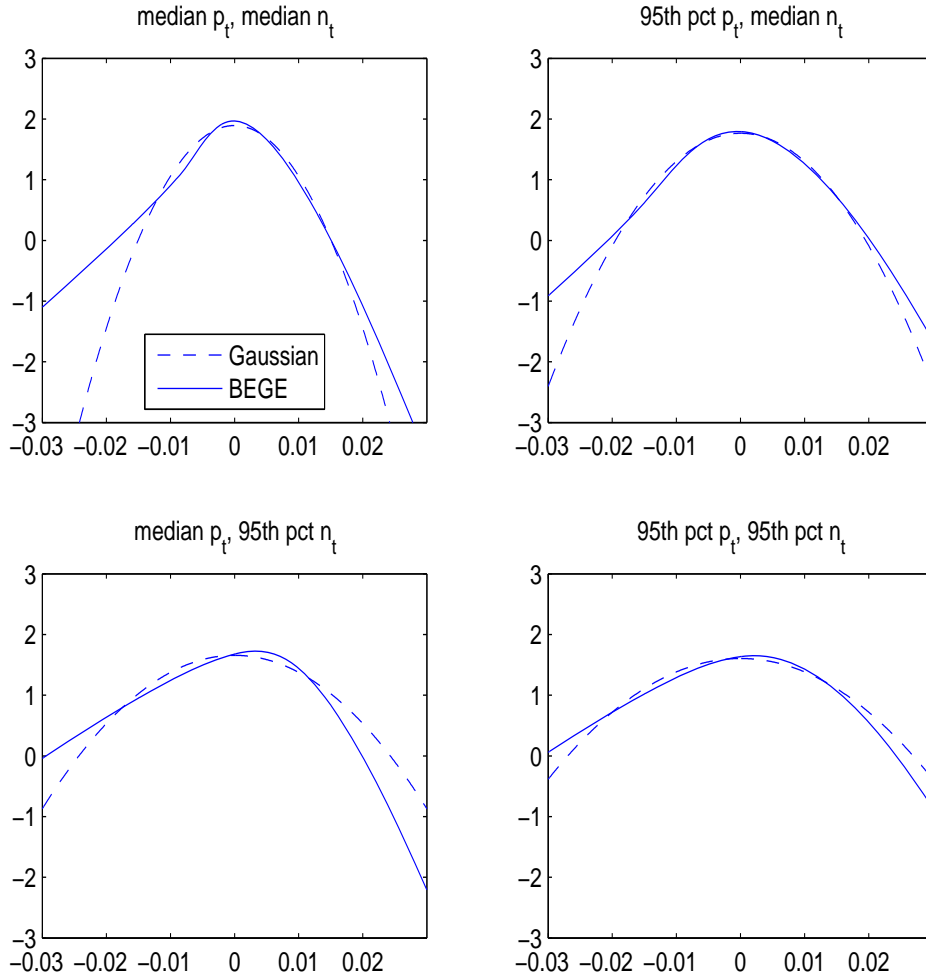 median p_t, median n_t
95th pct p_t, median n_t
3
2
1
0
−1
−2
−3
−0.03 −0.02 −0.01 0 0.01 0.02
Gaussian
BEGE
3
2
1
0
−1
−2
−3
−0.03 −0.02 −0.01 0 0.01 0.02
median p_t, 95th pct n_t
95th pct p_t, 95th pct n_t
3
2
1
0
−1
−2
−3
−0.03 −0.02 −0.01 0 0.01 0.02
3
2
1
0
−1
−2
−3
−0.03 −0.02 −0.01 0 0.01 0.02